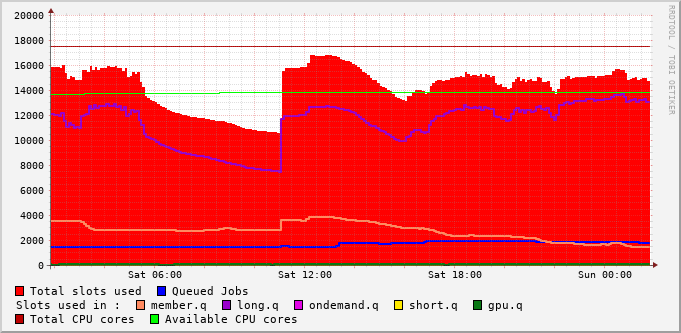 20000
18000
16000
14000
12000
10000
8000
6000
4000
2000
0
Sat 06:00 Sat 12:00 Sat 18:00 Sun 00:00
RRDTOOL / TOBI OETIKER
Total slots used Queued Jobs
Slots used in : member.q long.q ondemand.q short.q gpu.q
Total CPU cores Available CPU cores